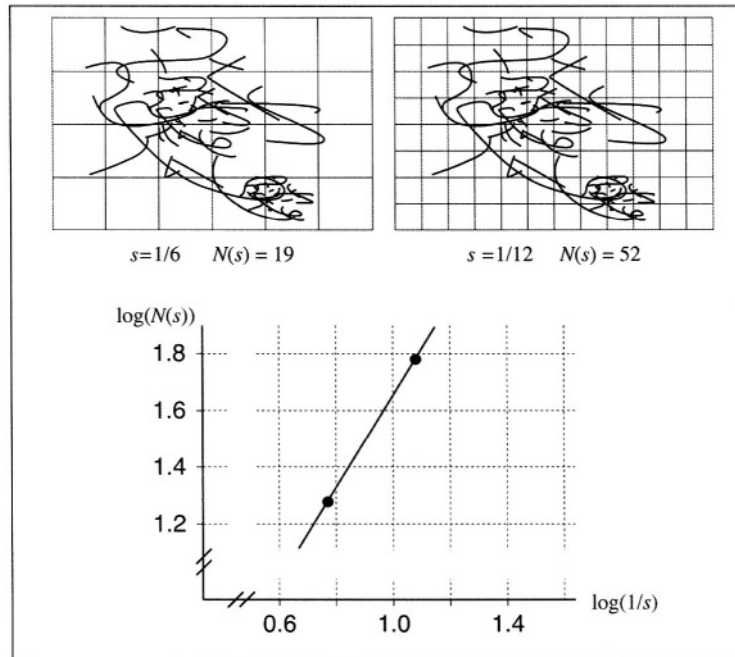 s=1/6 N(s) = 19
s=1/12 N(s) = 52
log(N(s))
1.8
1.6
1.4
1.2
log(1/s)
0.6
1.0
1.4